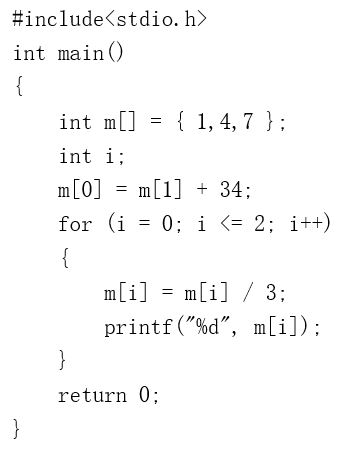 #include<stdio.h>
int main()
{
    int m[] = { 1,4,7 };
    int i;
    m[0] = m[1] + 34;
    for (i = 0; i <= 2; i++)
    {
        m[i] = m[i] / 3;
        printf("%d", m[i]);
    }
    return 0;
}